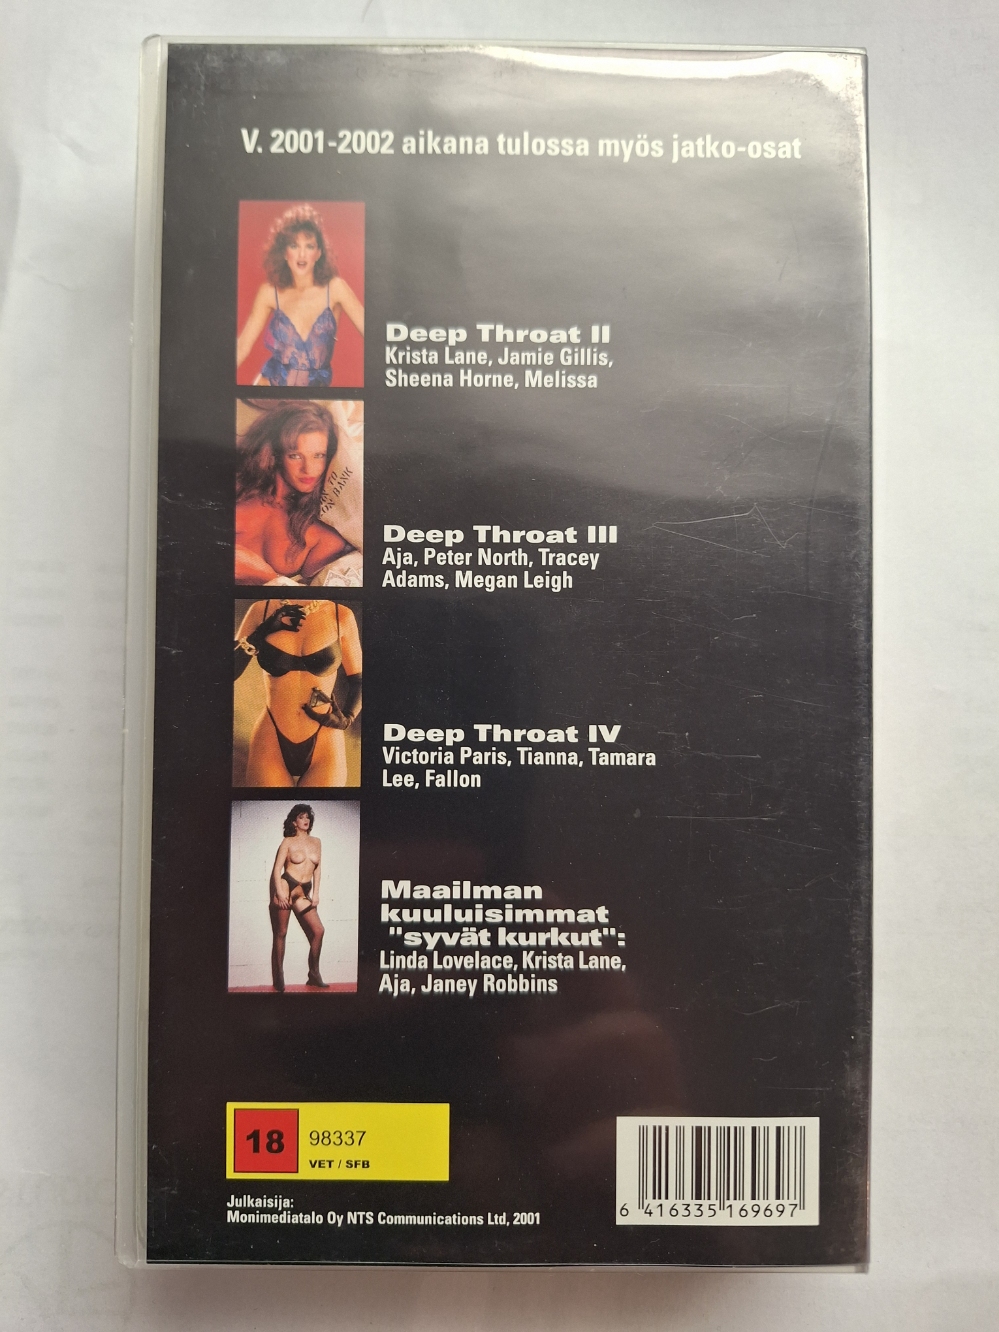 V. 2001-2002 aikana tulossa myös jatko-osat
Deep Throat II
Krista Lane, Jamie Gillis,
Sheena Horne, Melissa
Deep Throat III
Aja, Peter North, Tracey
Adams, Megan Leigh
Deep Throat IV
Victoria Paris, Tianna, Tamara
Lee, Fallon
Maailman
kuuluisimmat
"syvät kurkut":
Linda Lovelace, Krista Lane,
Aja, Janey Robbins
18
98337
VET / SFB
Julkaisija:
Monimediatalo Oy NTS Communications Ltd, 2001
6 416335 169697